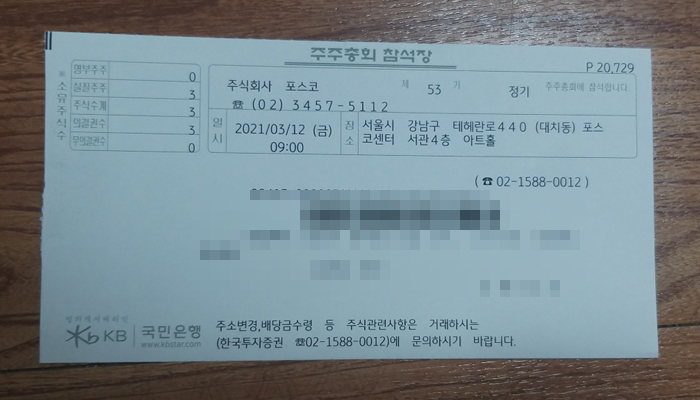 주주총회 참석장
P 20,729
※ 소유주식수
명부주주 0
실질주주 3
주식수계 3
의결권수 3
무의결권수 0
주식회사 포스코 제 53 기 정기 주주총회에 참석합니다.
☎ (02) 3457-5112
일시 2021/03/12 (금) 09:00
장소 서울시 강남구 테헤란로440 (대치동) 포스
코센터 서관4층 아트홀
(☎02-1588-0012)
KB 국민은행
www.kbstar.com
주소변경,배당금수령 등 주식관련사항은 거래하시는
(한국투자증권 ☎02-1588-0012)에 문의하시기 바랍니다.